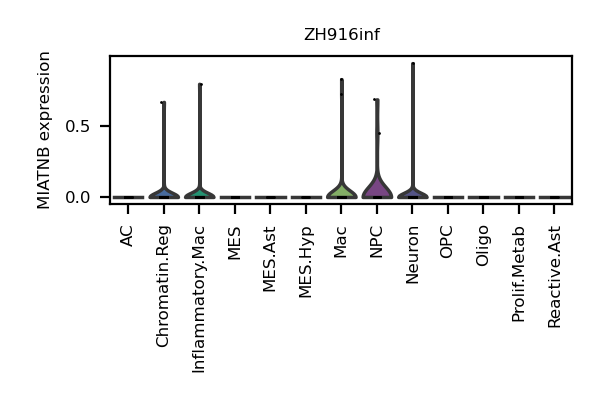 ZH916inf
MIATNB expression
0.5
0.0
AC
Chromatin.Reg
Inflammatory.Mac
MES
MES.Ast
MES.Hyp
Mac
NPC
Neuron
OPC
Oligo
Prolif.Metab
Reactive.Ast